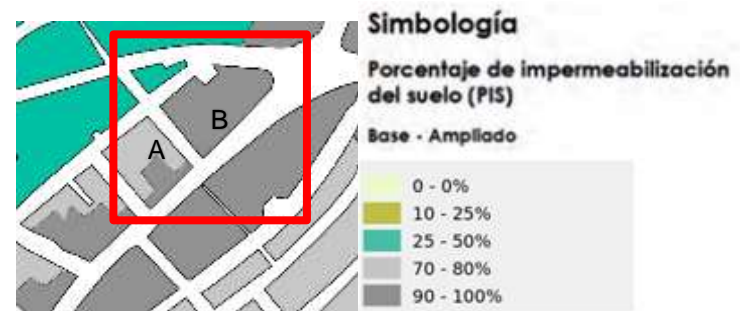 A
B
Simbología
Porcentaje de impermeabilización
del suelo (PIS)
Base - Ampliado
0 - 0%
10 - 25%
25 - 50%
70 - 80%
90 - 100%